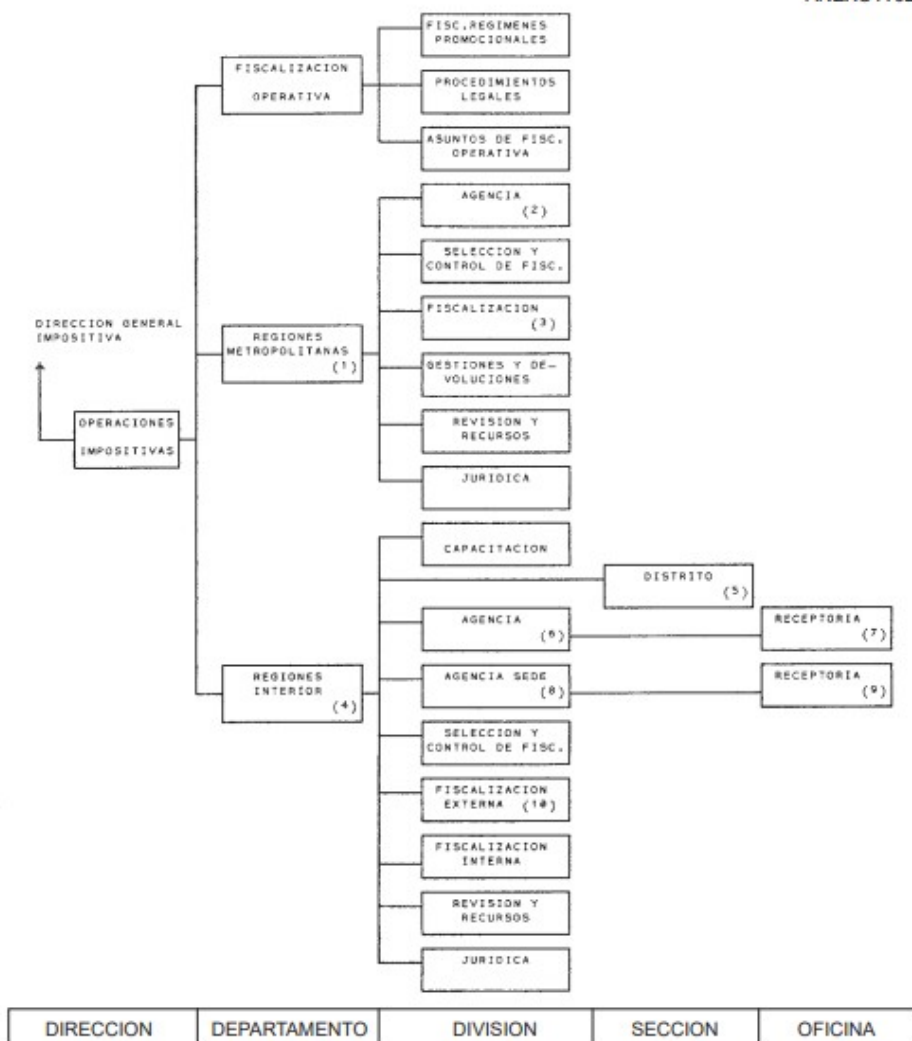 FISC.REGIMENES
PROMOCIONALES
FISCALIZACION
OPERATIVA
PROCEDIMIENTOS
LEGALES
ASUNTOS DE FISC.
OPERATIVA
AGENCIA
(2)
SELECCION Y
CONTROL DE FISC.
FISCALIZACION
(3)
DIRECCION GENERAL
IMPOSITIVA
REGIONES
METROPOLITANAS
(1)
GESTIONES Y DE-
VOLUCIONES
OPERACIONES
IMPOSITIVAS
REVISION Y
RECURSOS
JURIDICA
CAPACITACION
DISTRITO
(5)
AGENCIA
(6)
RECEPTORIA
(7)
REGIONES
INTERIOR
(4)
AGENCIA SEDE
(8)
RECEPTORIA
(9)
SELECCION Y
CONTROL DE FISC.
FISCALIZACION
EXTERNA (10)
FISCALIZACION
INTERNA
REVISION Y
RECURSOS
JURIDICA
DIRECCION DEPARTAMENTO DIVISION SECCION OFICINA